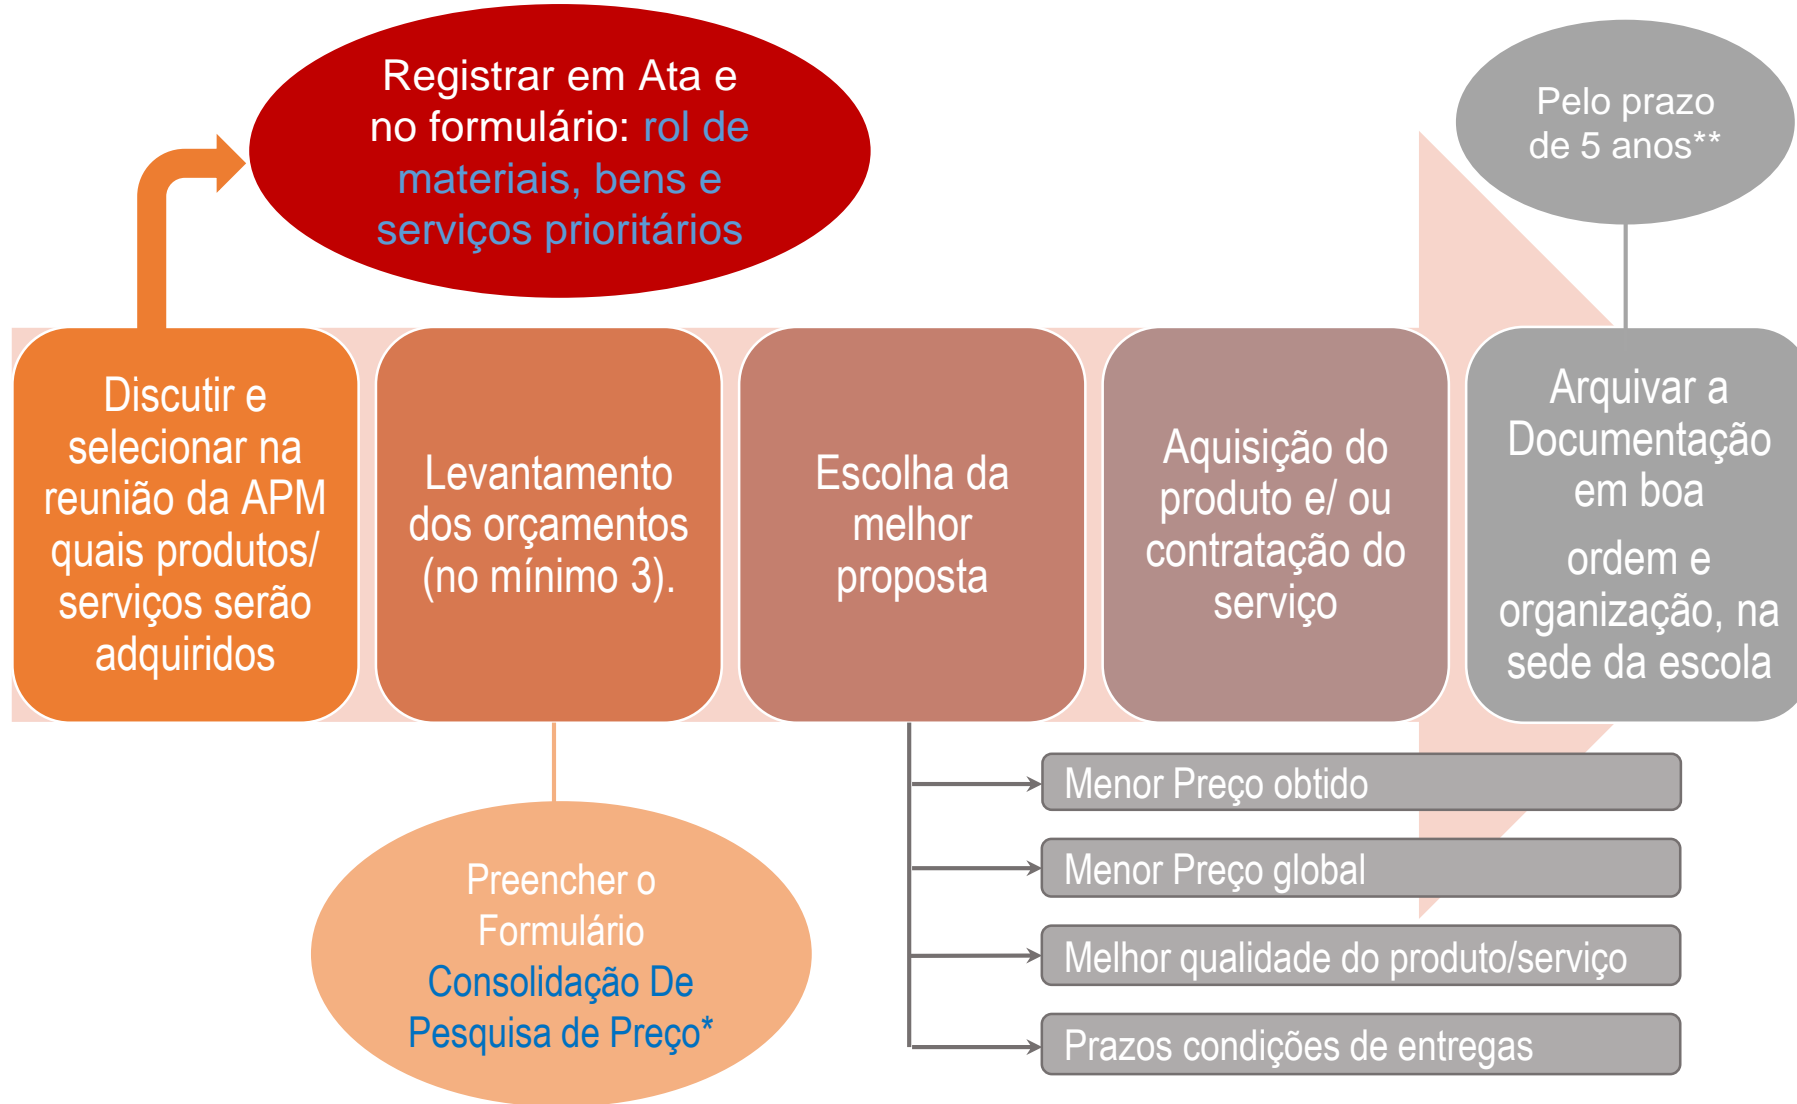 Registrar em Ata e
no formulário: rol de
materiais, bens e
serviços prioritários
Pelo prazo
de 5 anos**
Discutir e
selecionar na
reunião da APM
quais produtos/
serviços serão
adquiridos
Levantamento
dos orçamentos
(no mínimo 3).
Escolha da
melhor
proposta
Aquisição do
produto e/ ou
contratação do
serviço
Arquivar a
Documentação
em boa
ordem e
organização, na
sede da escola
Preencher o
Formulário
Consolidação De
Pesquisa de Preço*
Menor Preço obtido
Menor Preço global
Melhor qualidade do produto/serviço
Prazos condições de entregas